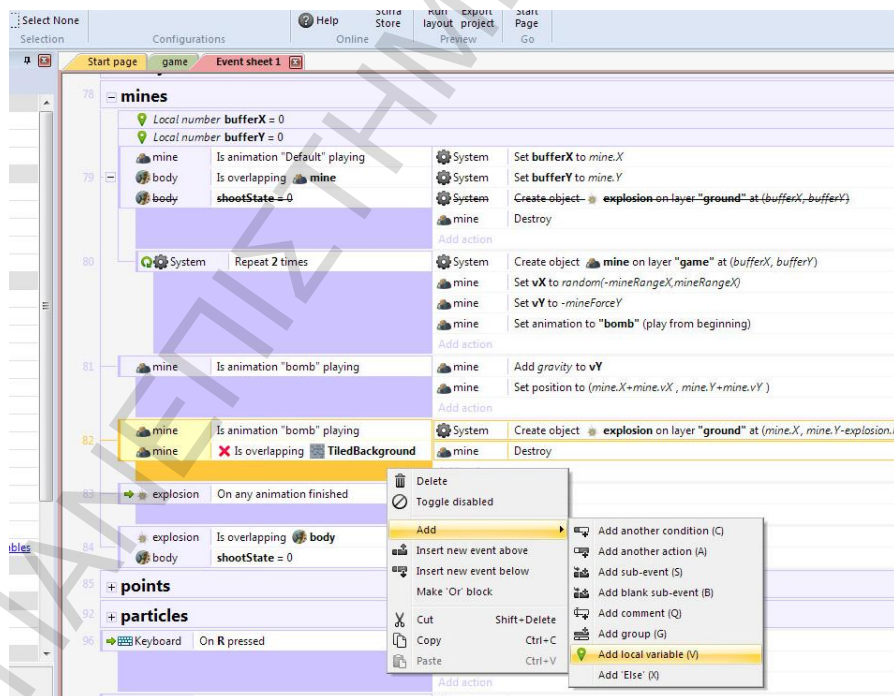 Select None
Help
Scirra Store
Run layout
Export project
Start Page
Selection
Configurations
Online
Preview
Go
Start page
game
Event sheet 1
78 mines
Local number bufferX = 0
Local number bufferY = 0
mine Is animation "Default" playing System Set bufferX to mine.X
79 body Is overlapping mine System Set bufferY to mine.Y
body shootState = 0 System Create object explosion on layer "ground" at (bufferX, bufferY)
mine Destroy
Add action
80 System Repeat 2 times System Create object mine on layer "game" at (bufferX, bufferY)
mine Set vX to random(-mineRangeX,mineRangeX)
mine Set vY to -mineForceY
mine Set animation to "bomb" (play from beginning)
Add action
81 mine Is animation "bomb" playing mine Add gravity to vY
mine Set position to (mine.X+mine.vX , mine.Y+mine.vY )
Add action
mine Is animation "bomb" playing System Create object explosion on layer "ground" at (mine.X, mine.Y-explosion.
82 mine Is overlapping TiledBackground mine Destroy
83 explosion On any animation finished
explosion Is overlapping body
84 body shootState = 0
ables
85 points
92 particles
96 Keyboard On R pressed
Add action
Delete
Toggle disabled
Add
Insert new event above
Insert new event below
Make 'Or' block
Cut Shift+Delete
Copy Ctrl+C
Paste Ctrl+V
Add another condition (C)
Add another action (A)
Add sub-event (S)
Add blank sub-event (B)
Add comment (Q)
Add group (G)
Add local variable (V)
Add 'Else' (X)
ΠΑΝΕΠΙΣΤΗΜ